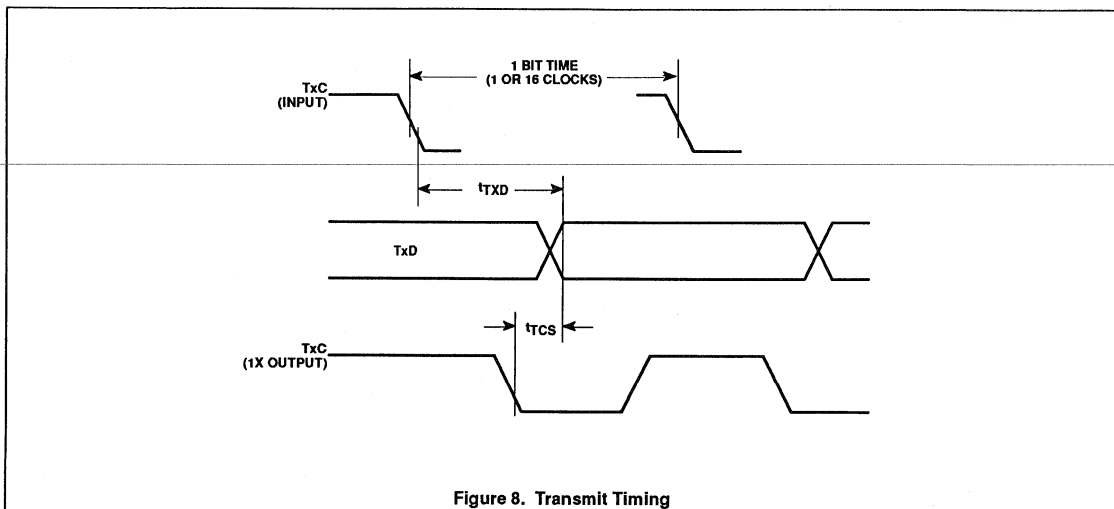 1 BIT TIME
(1 OR 16 CLOCKS)
TxC
(INPUT)
tTXD
TxD
tTCS
TxC
(1X OUTPUT)
Figure 8. Transmit Timing